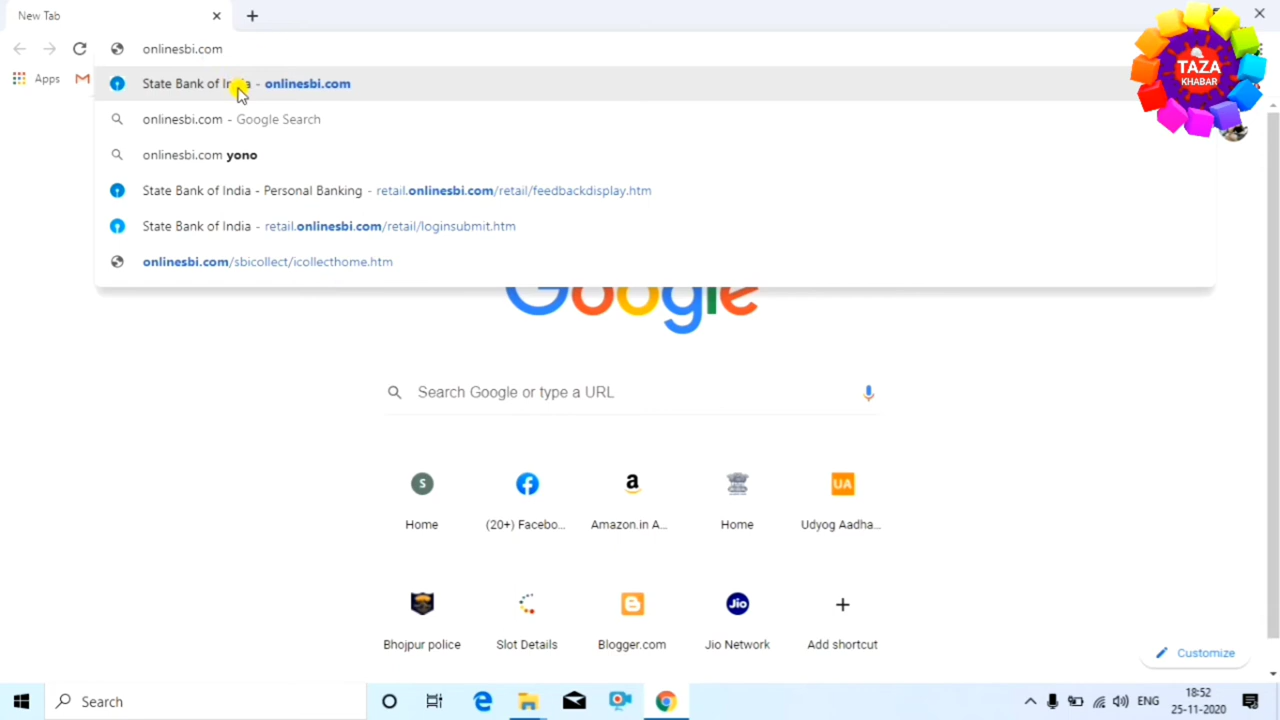 New Tab
onlinesbi.com
State Bank of India - onlinesbi.com
Apps
onlinesbi.com - Google Search
onlinesbi.com yono
State Bank of India - Personal Banking - retail.onlinesbi.com/retail/feedbackdisplay.htm
State Bank of India - retail.onlinesbi.com/retail/loginsubmit.htm
onlinesbi.com/sbicollect/icollecthome.htm
TAZA
KHABAR
Google
Search Google or type a URL
S
a
UA
Home
(20+) Facebo...
Amazon.in A...
Home
Udyog Aadha...
Jio
Bhojpur police
Slot Details
Blogger.com
Jio Network
Add shortcut
Customize
Search
ENG
18:52
25-11-2020